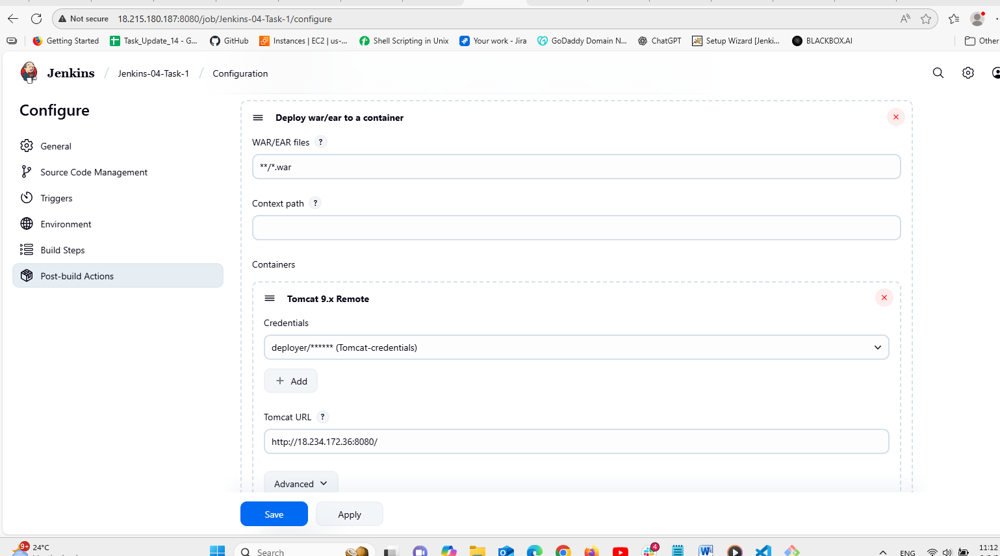 Not secure 18.215.180.187:8080/job/Jenkins-04-Task-1/configure
Getting Started Task_Update_14 - G... GitHub Instances | EC2 | us-... Shell Scripting in Unix Your work - Jira GoDaddy Domain N... ChatGPT Setup Wizard [Jenki... BLACKBOX.AI Other
Jenkins / Jenkins-04-Task-1 / Configuration
Configure
General
Source Code Management
Triggers
Environment
Build Steps
Post-build Actions
Deploy war/ear to a container
WAR/EAR files ?
**/*.war
Context path ?
Containers
Tomcat 9.x Remote
Credentials
deployer/****** (Tomcat-credentials)
+ Add
Tomcat URL ?
http://18.234.172.36:8080/
Advanced
Save Apply
9+ 24°C
Search
4
ENG
11:12